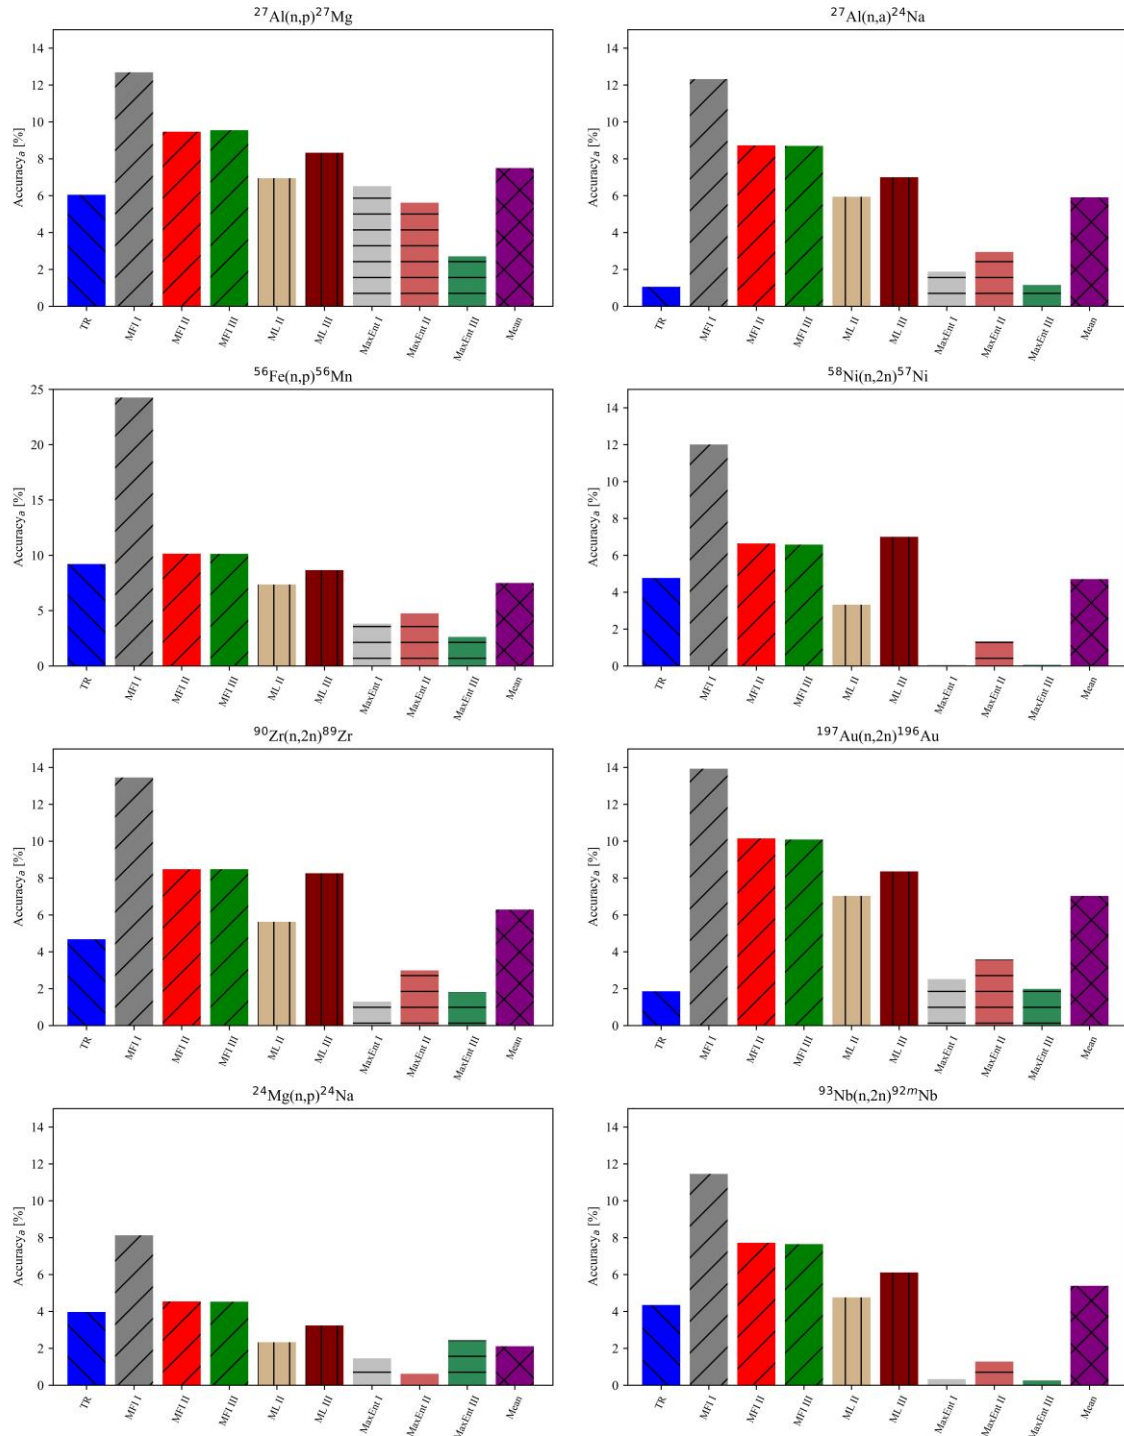 ²⁷Al(n,p)²⁷Mg
Accuracyₐ [%]
14
12
10
8
6
4
2
0
TR
MFI I
MFI II
MFI III
ML II
ML III
MaxEnt I
MaxEnt II
MaxEnt III
Mean
²⁷Al(n,a)²⁴Na
Accuracyₐ [%]
14
12
10
8
6
4
2
0
TR
MFI I
MFI II
MFI III
ML II
ML III
MaxEnt I
MaxEnt II
MaxEnt III
Mean
⁵⁶Fe(n,p)⁵⁶Mn
Accuracyₐ [%]
25
20
15
10
5
0
TR
MFI I
MFI II
MFI III
ML II
ML III
MaxEnt I
MaxEnt II
MaxEnt III
Mean
⁵⁸Ni(n,2n)⁵⁷Ni
Accuracyₐ [%]
14
12
10
8
6
4
2
0
TR
MFI I
MFI II
MFI III
ML II
ML III
MaxEnt I
MaxEnt II
MaxEnt III
Mean
⁹⁰Zr(n,2n)⁸⁹Zr
Accuracyₐ [%]
14
12
10
8
6
4
2
0
TR
MFI I
MFI II
MFI III
ML II
ML III
MaxEnt I
MaxEnt II
MaxEnt III
Mean
¹⁹⁷Au(n,2n)¹⁹⁶Au
Accuracyₐ [%]
14
12
10
8
6
4
2
0
TR
MFI I
MFI II
MFI III
ML II
ML III
MaxEnt I
MaxEnt II
MaxEnt III
Mean
²⁴Mg(n,p)²⁴Na
Accuracyₐ [%]
14
12
10
8
6
4
2
0
TR
MFI I
MFI II
MFI III
ML II
ML III
MaxEnt I
MaxEnt II
MaxEnt III
Mean
⁹³Nb(n,2n)⁹²ᵐNb
Accuracyₐ [%]
14
12
10
8
6
4
2
0
TR
MFI I
MFI II
MFI III
ML II
ML III
MaxEnt I
MaxEnt II
MaxEnt III
Mean